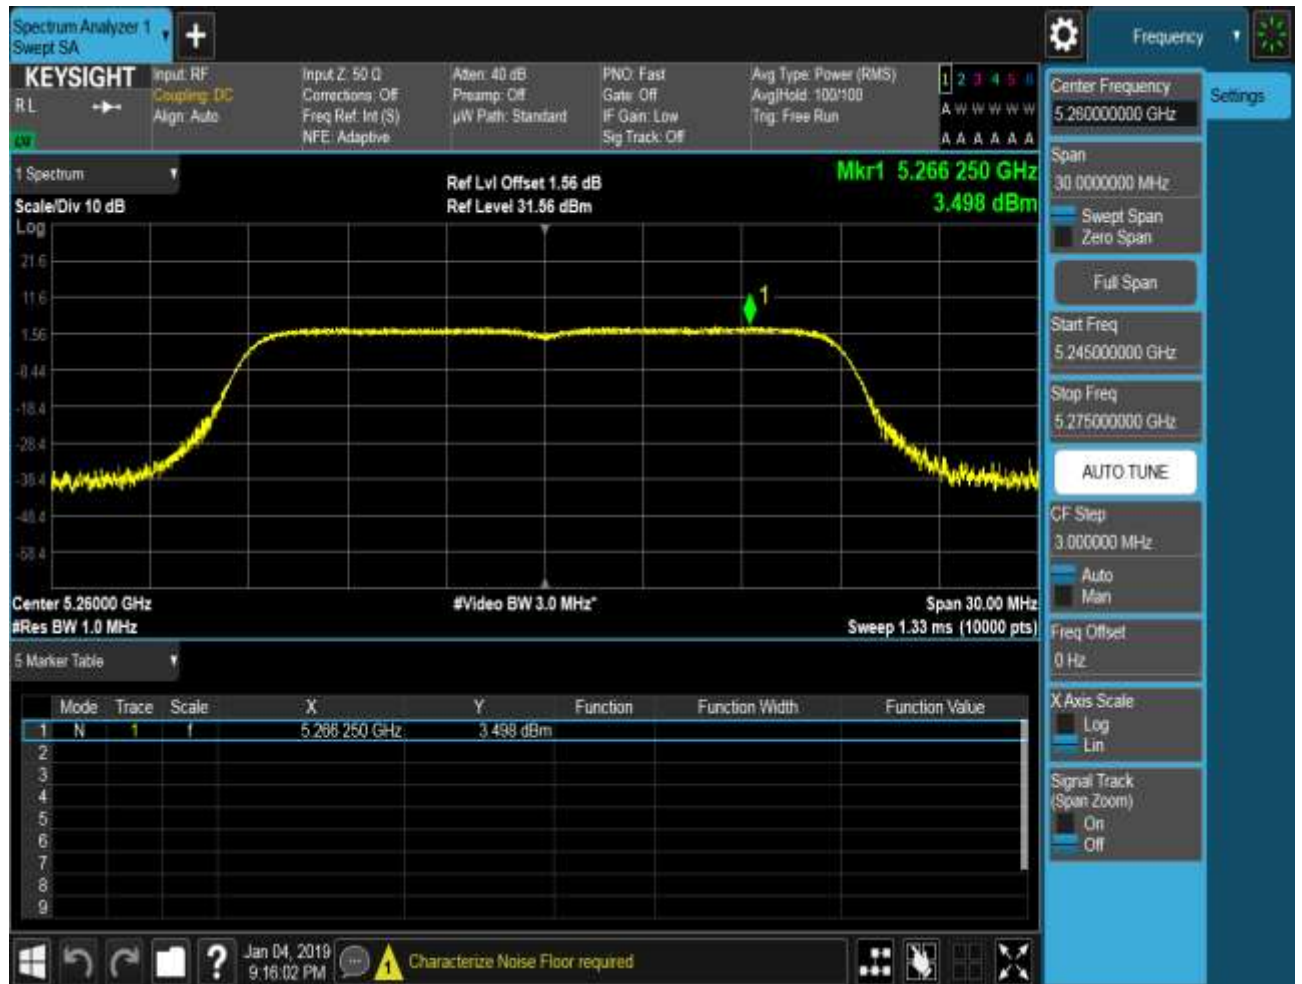 Spectrum Analyzer 1
Swept SA
+
Frequency
KEYSIGHT
RL
Input: RF
Coupling: DC
Align: Auto
Input Z: 50 Ω
Corrections: Off
Freq Ref: Int (S)
NFE: Adaptive
Atten: 40 dB
Preamp: Off
µW Path: Standard
PNO: Fast
Gate: Off
IF Gain: Low
Sig Track: Off
Avg Type: Power (RMS)
Avg|Hold: 100/100
Trig: Free Run
1 2 3 4 5 6
A W W W W W
A A A A A A
1 Spectrum
Scale/Div 10 dB
Ref Lvl Offset 1.56 dB
Ref Level 31.56 dBm
Mkr1 5.266 250 GHz
3.498 dBm
Log
21.6
11.6
1.56
-8.44
-18.4
-28.4
-38.4
-48.4
-58.4
1
Center 5.26000 GHz
#Res BW 1.0 MHz
#Video BW 3.0 MHz*
Span 30.00 MHz
Sweep 1.33 ms (10000 pts)
5 Marker Table
Mode Trace Scale X Y Function Function Width Function Value
1 N 1 f 5.266 250 GHz 3.498 dBm
2
3
4
5
6
7
8
9
Center Frequency
5.260000000 GHz
Settings
Span
30.0000000 MHz
Swept Span
Zero Span
Full Span
Start Freq
5.245000000 GHz
Stop Freq
5.275000000 GHz
AUTO TUNE
CF Step
3.000000 MHz
Auto
Man
Freq Offset
0 Hz
X Axis Scale
Log
Lin
Signal Track
(Span Zoom)
On
Off
?
Jan 04, 2019
9:16:02 PM
1
Characterize Noise Floor required